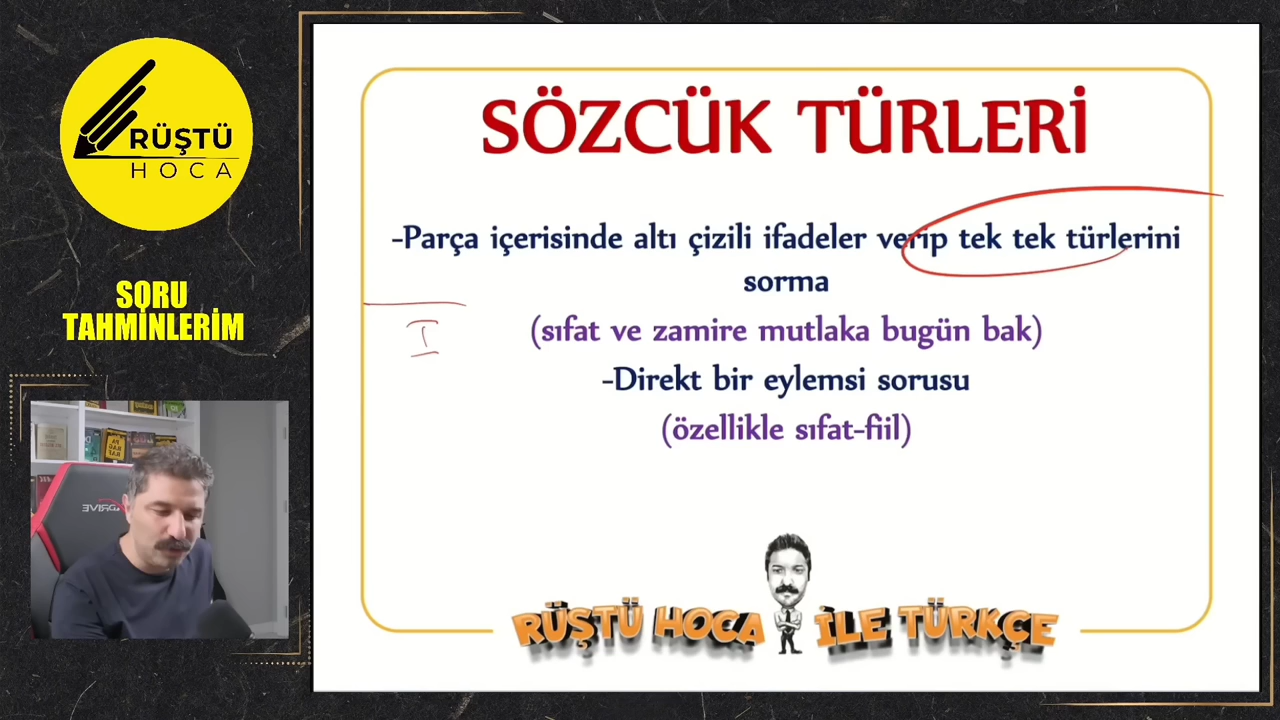 RÜŞTÜ
HOCA
SORU
TAHMİNLERİM
SÖZCÜK TÜRLERİ
-Parça içerisinde altı çizili ifadeler verip tek tek türlerini
sorma
I
(sıfat ve zamire mutlaka bugün bak)
-Direkt bir eylemsi sorusu
(özellikle sıfat-fiil)
RÜŞTÜ HOCA İLE TÜRKÇE